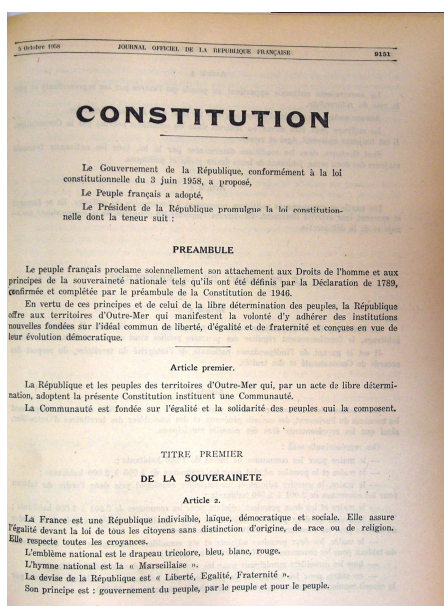 5 Octobre 1958 JOURNAL OFFICIEL DE LA REPUBLIQUE FRANÇAISE 9151
CONSTITUTION
Le Gouvernement de la République, conformément à la loi
constitutionnelle du 3 juin 1958, a proposé,
Le Peuple français a adopté,
Le Président de la République promulgue la loi constitution-
nelle dont la teneur suit :
PREAMBULE
Le peuple français proclame solennellement son attachement aux Droits de l'homme et aux
principes de la souveraineté nationale tels qu'ils ont été définis par la Déclaration de 1789,
confirmée et complétée par le préambule de la Constitution de 1946.
En vertu de ces principes et de celui de la libre détermination des peuples, la République
offre aux territoires d'Outre-Mer qui manifestent la volonté d'y adhérer des institutions
nouvelles fondées sur l'idéal commun de liberté, d'égalité et de fraternité et conçues en vue de
leur évolution démocratique.
Article premier.
La République et les peuples des territoires d'Outre-Mer qui, par un acte de libre détermi-
nation, adoptent la présente Constitution instituent une Communauté.
La Communauté est fondée sur l'égalité et la solidarité des peuples qui la composent.
TITRE PREMIER
DE LA SOUVERAINETE
Article 2.
La France est une République indivisible, laïque, démocratique et sociale. Elle assure
l'égalité devant la loi de tous les citoyens sans distinction d'origine, de race ou de religion.
Elle respecte toutes les croyances.
L'emblème national est le drapeau tricolore, bleu, blanc, rouge.
L'hymne national est la « Marseillaise ».
La devise de la République est « Liberté, Egalité, Fraternité ».
Son principe est : gouvernement du peuple, par le peuple et pour le peuple.